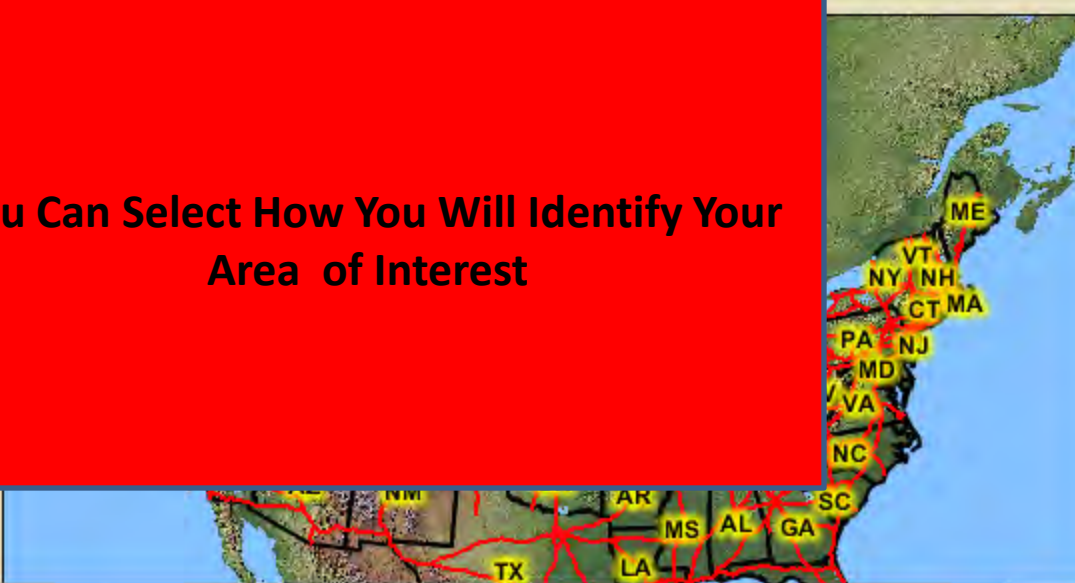 u Can Select How You Will Identify Your
Area of Interest
ME
VT
NY NH
CT MA
PA NJ
MD
VA
NC
NM
AR
SC
MS AL GA
TX
LA